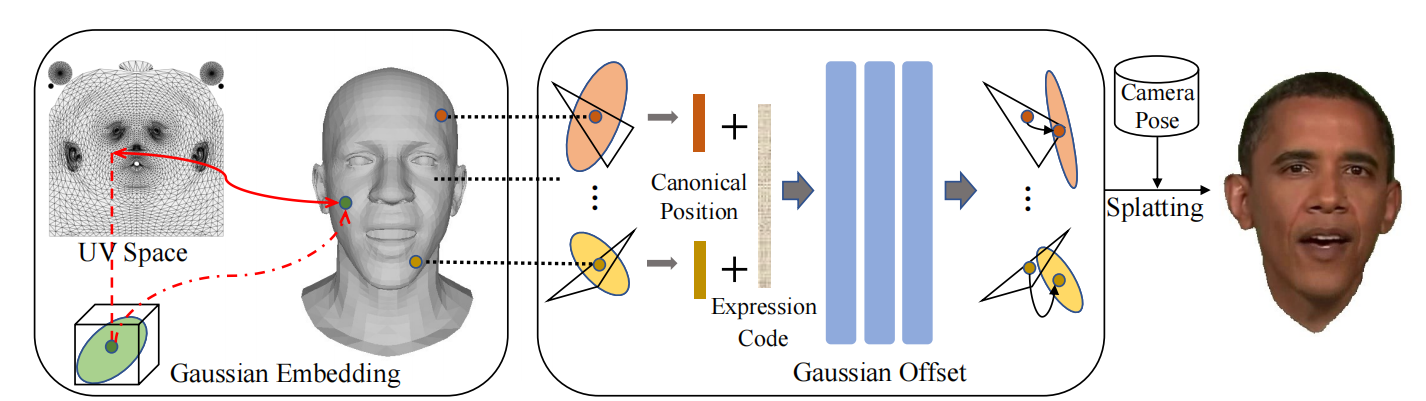 UV Space
Gaussian Embedding
Canonical
Position
Expression
Code
Gaussian Offset
Camera
Pose
Splatting